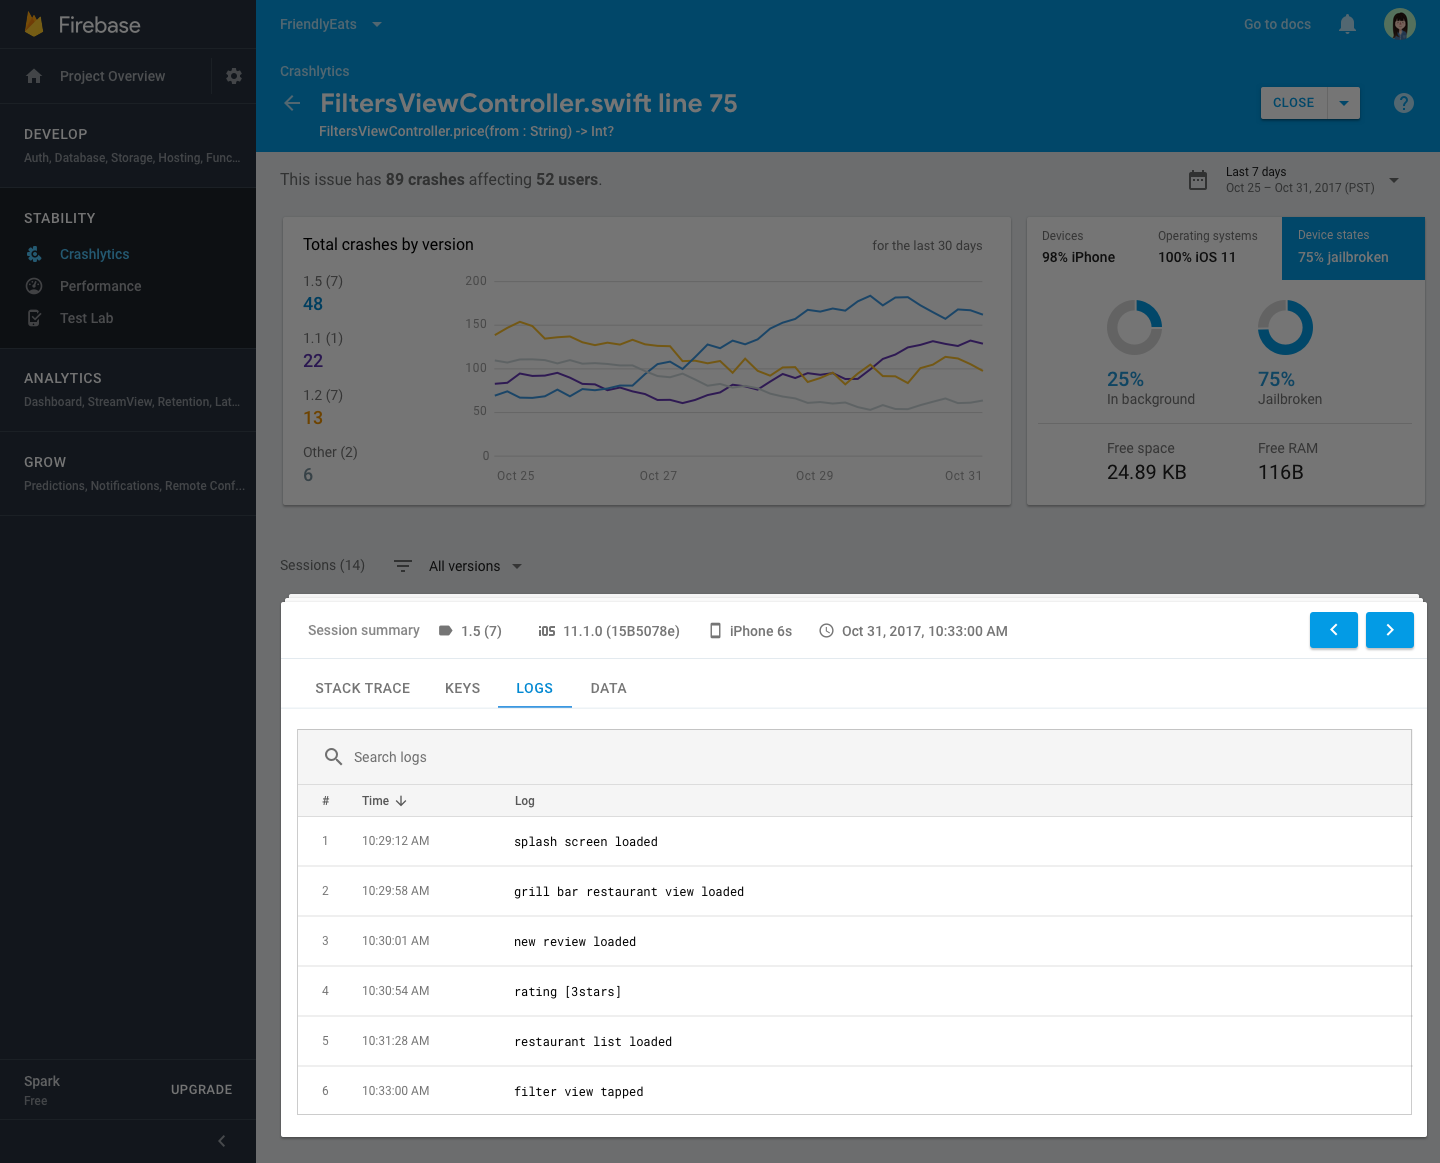 Firebase
Project Overview
DEVELOP
Auth, Database, Storage, Hosting, Func...
STABILITY
Crashlytics
Performance
Test Lab
ANALYTICS
Dashboard, StreamView, Retention, Lat...
GROW
Predictions, Notifications, Remote Conf...
Spark
Free
UPGRADE
FriendlyEats
Go to docs
Crashlytics
FiltersViewController.swift line 75
FiltersViewController.price(from : String) -> Int?
CLOSE
?
This issue has 89 crashes affecting 52 users.
Last 7 days
Oct 25 – Oct 31, 2017 (PST)
Total crashes by version
for the last 30 days
1.5 (7)
48
1.1 (1)
22
1.2 (7)
13
Other (2)
6
200
150
100
50
0
Oct 25 Oct 27 Oct 29 Oct 31
Devices
98% iPhone
Operating systems
100% iOS 11
Device states
75% jailbroken
25%
In background
75%
Jailbroken
Free space
24.89 KB
Free RAM
116B
Sessions (14) All versions
Session summary 1.5 (7) iOS 11.1.0 (15B5078e) iPhone 6s Oct 31, 2017, 10:33:00 AM
STACK TRACE KEYS LOGS DATA
Search logs
# Time Log
1 10:29:12 AM splash screen loaded
2 10:29:58 AM grill bar restaurant view loaded
3 10:30:01 AM new review loaded
4 10:30:54 AM rating [3stars]
5 10:31:28 AM restaurant list loaded
6 10:33:00 AM filter view tapped